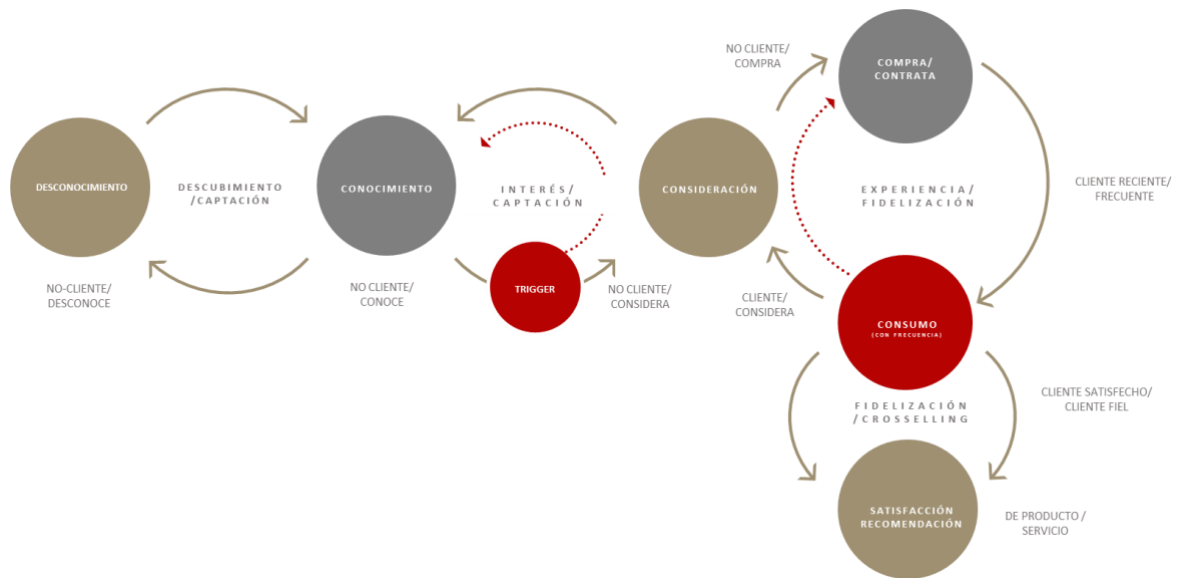 NO CLIENTE/
COMPRA
COMPRA/
CONTRATA
DESCONOCIMIENTO
DESCUBIMIENTO
/CAPTACIÓN
CONOCIMIENTO
INTERÉS/
CAPTACIÓN
CONSIDERACIÓN
EXPERIENCIA/
FIDELIZACIÓN
CLIENTE RECIENTE/
FRECUENTE
NO-CLIENTE/
DESCONOCE
NO CLIENTE/
CONOCE
TRIGGER
NO CLIENTE/
CONSIDERA
CLIENTE/
CONSIDERA
CONSUMO
(CON FRECUENCIA)
FIDELIZACIÓN
/CROSSELLING
CLIENTE SATISFECHO/
CLIENTE FIEL
SATISFACCIÓN
RECOMENDACIÓN
DE PRODUCTO /
SERVICIO